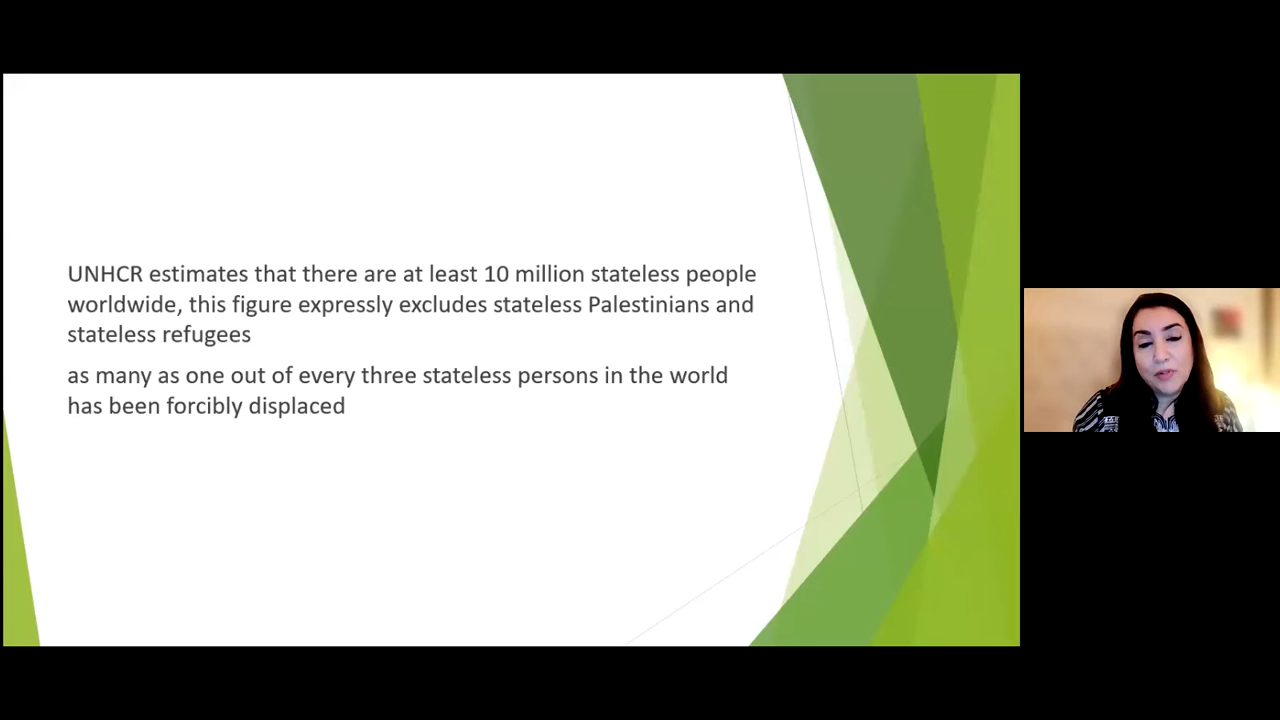 UNHCR estimates that there are at least 10 million stateless people
worldwide, this figure expressly excludes stateless Palestinians and
stateless refugees
as many as one out of every three stateless persons in the world
has been forcibly displaced